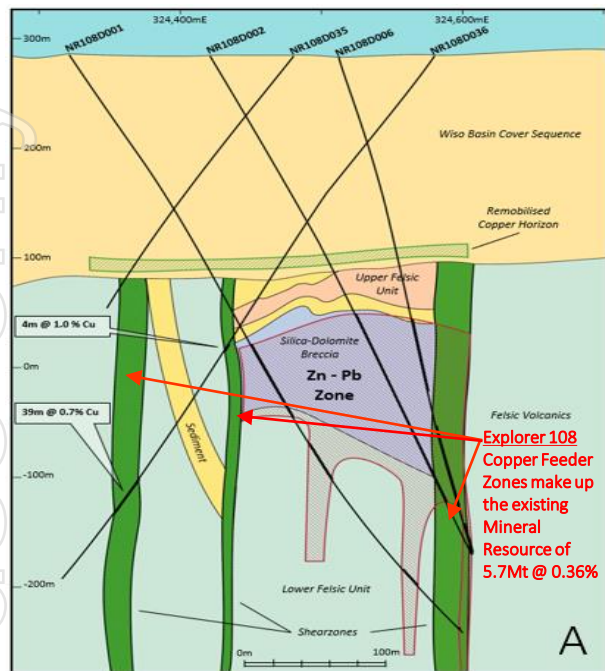 324,400mE
324,600mE
300m
NR108D001
NR108D002
NR108D035
NR108D006
NR108D036
Wiso Basin Cover Sequence
200m
Remobilised
Copper Horizon
100m
Upper Felsic
Unit
4m @ 1.0 % Cu
Silica-Dolomite
Breccia
0m
Zn - Pb
Zone
39m @ 0.7% Cu
Sediment
Felsic Volcanics
Explorer 108
Copper Feeder
Zones make up
the existing
Mineral
Resource of
5.7Mt @ 0.36%
-100m
-200m
Lower Felsic Unit
Shearzones
0m
100m
A